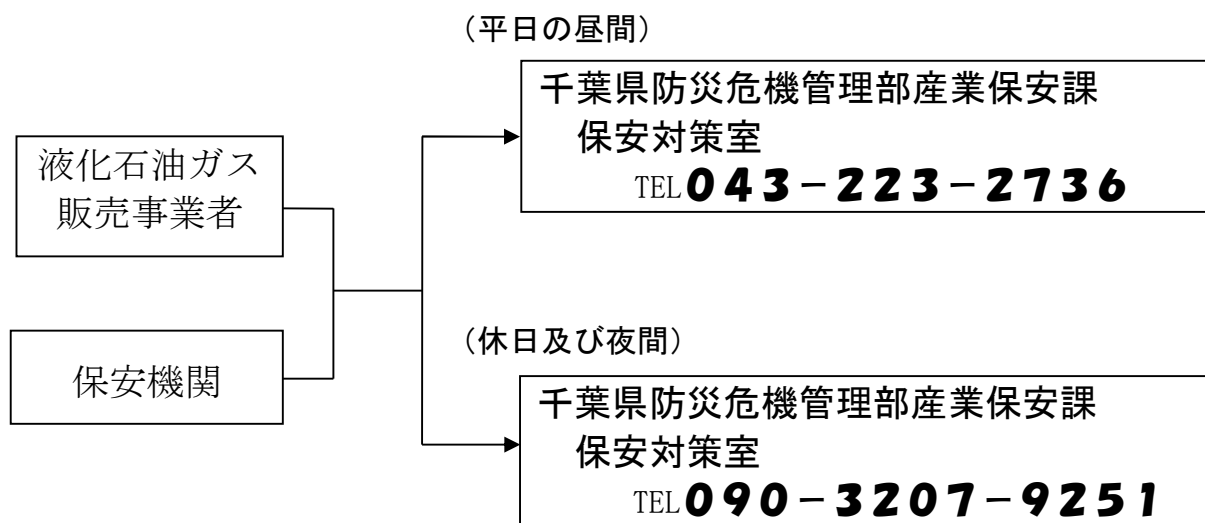 液化石油ガス
販売事業者
保安機関
（平日の昼間）
千葉県防災危機管理部産業保安課
保安対策室
TEL043－223－2736
（休日及び夜間）
千葉県防災危機管理部産業保安課
保安対策室
TEL090－3207－9251